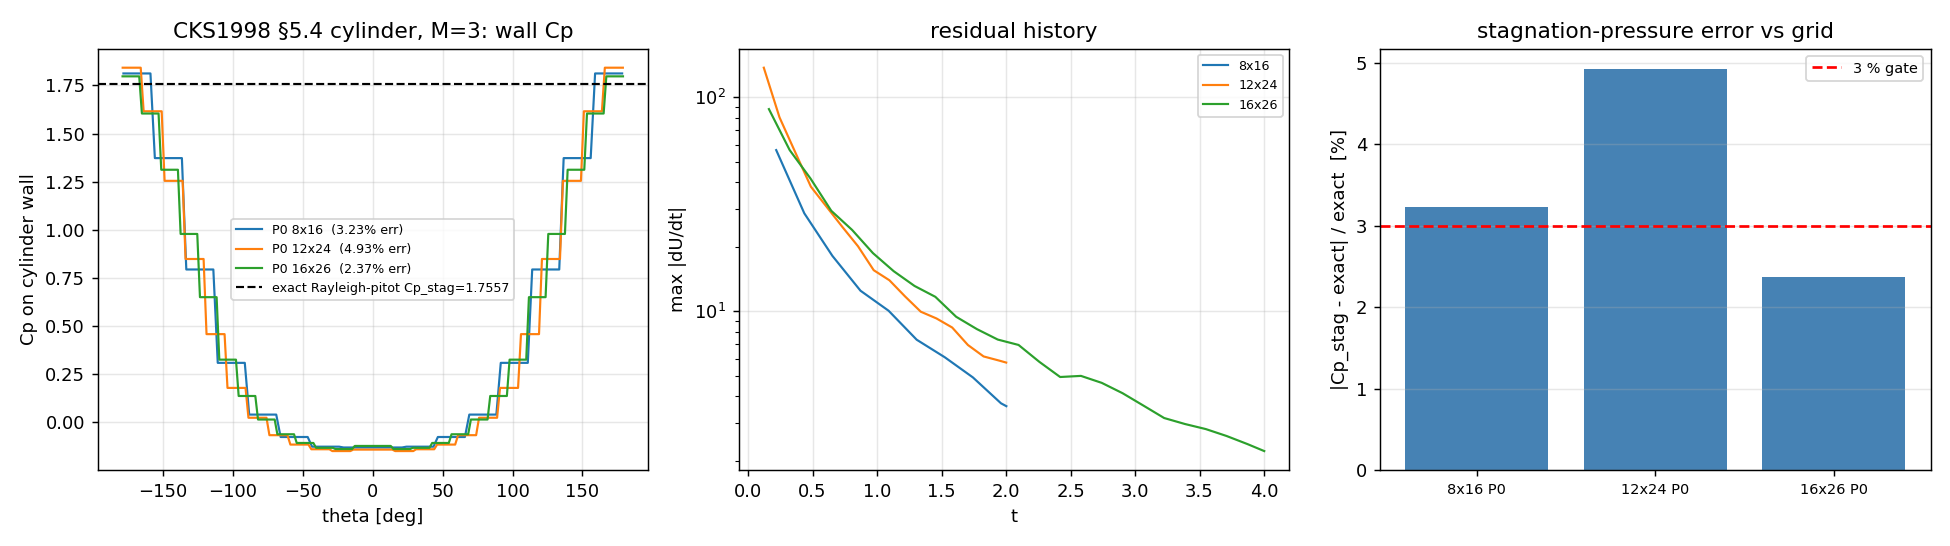 CKS1998 §5.4 cylinder, M=3: wall Cp
Cp on cylinder wall
1.75
1.50
1.25
1.00
0.75
0.50
0.25
0.00
P0 8x16 (3.23% err)
P0 12x24 (4.93% err)
P0 16x26 (2.37% err)
exact Rayleigh-pitot Cp_stag=1.7557
−150
−100
−50
0
50
100
150
theta [deg]
residual history
max |dU/dt|
10²
10¹
8x16
12x24
16x26
0.0
0.5
1.0
1.5
2.0
2.5
3.0
3.5
4.0
t
stagnation-pressure error vs grid
|Cp_stag - exact| / exact [%]
5
4
3
2
1
0
3 % gate
8x16 P0
12x24 P0
16x26 P0